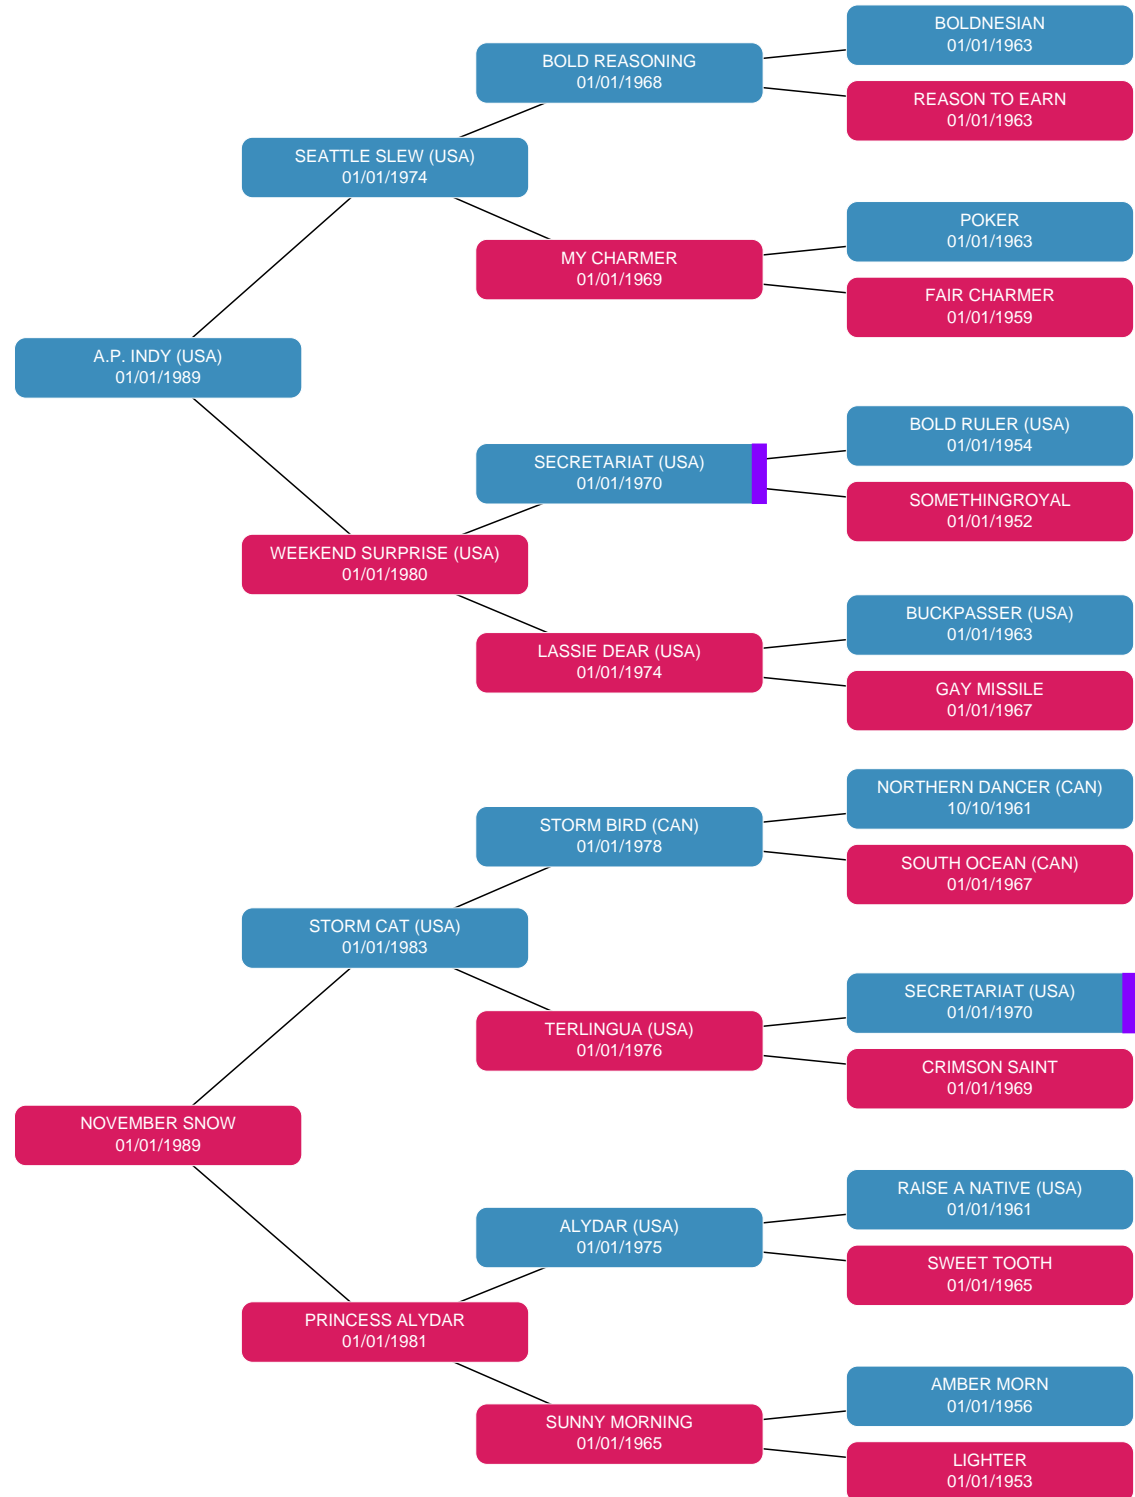 BOLDNESIAN
01/01/1963
BOLD REASONING
01/01/1968
REASON TO EARN
01/01/1963
SEATTLE SLEW (USA)
01/01/1974
POKER
01/01/1963
MY CHARMER
01/01/1969
FAIR CHARMER
01/01/1959
A.P. INDY (USA)
01/01/1989
BOLD RULER (USA)
01/01/1954
SECRETARIAT (USA)
01/01/1970
SOMETHINGROYAL
01/01/1952
WEEKEND SURPRISE (USA)
01/01/1980
BUCKPASSER (USA)
01/01/1963
LASSIE DEAR (USA)
01/01/1974
GAY MISSILE
01/01/1967
NORTHERN DANCER (CAN)
10/10/1961
STORM BIRD (CAN)
01/01/1978
SOUTH OCEAN (CAN)
01/01/1967
STORM CAT (USA)
01/01/1983
SECRETARIAT (USA)
01/01/1970
TERLINGUA (USA)
01/01/1976
CRIMSON SAINT
01/01/1969
NOVEMBER SNOW
01/01/1989
RAISE A NATIVE (USA)
01/01/1961
ALYDAR (USA)
01/01/1975
SWEET TOOTH
01/01/1965
PRINCESS ALYDAR
01/01/1981
AMBER MORN
01/01/1956
SUNNY MORNING
01/01/1965
LIGHTER
01/01/1953